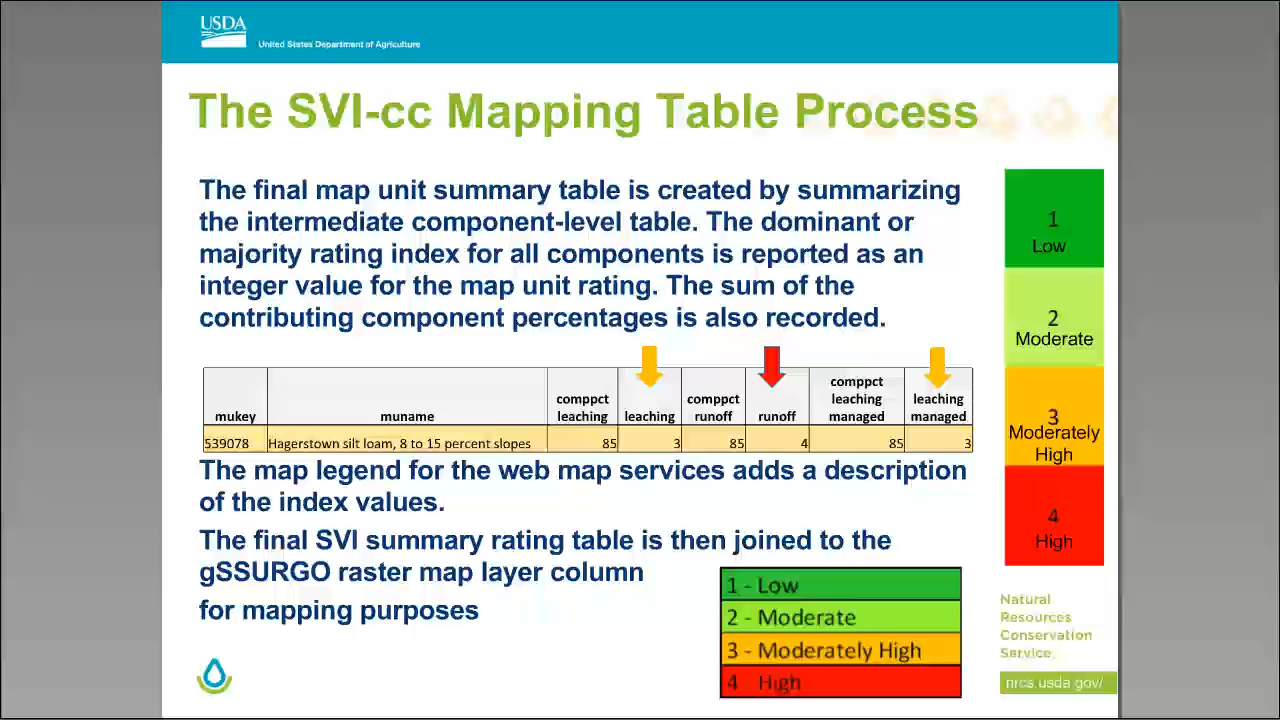 USDA
United States Department of Agriculture
The SVI-cc Mapping Table Process
The final map unit summary table is created by summarizing
the intermediate component-level table. The dominant or
majority rating index for all components is reported as an
integer value for the map unit rating. The sum of the
contributing component percentages is also recorded.
1
Low
2
Moderate
3
Moderately
High
4
High
mukey muname comppct leaching leaching comppct runoff runoff comppct leaching managed leaching managed
539078 Hagerstown silt loam, 8 to 15 percent slopes 85 3 85 4 85 3
The map legend for the web map services adds a description
of the index values.
The final SVI summary rating table is then joined to the
gSSURGO raster map layer column
for mapping purposes
1 - Low
2 - Moderate
3 - Moderately High
4 High
Natural
Resources
Conservation
Service
nrcs.usda.gov/